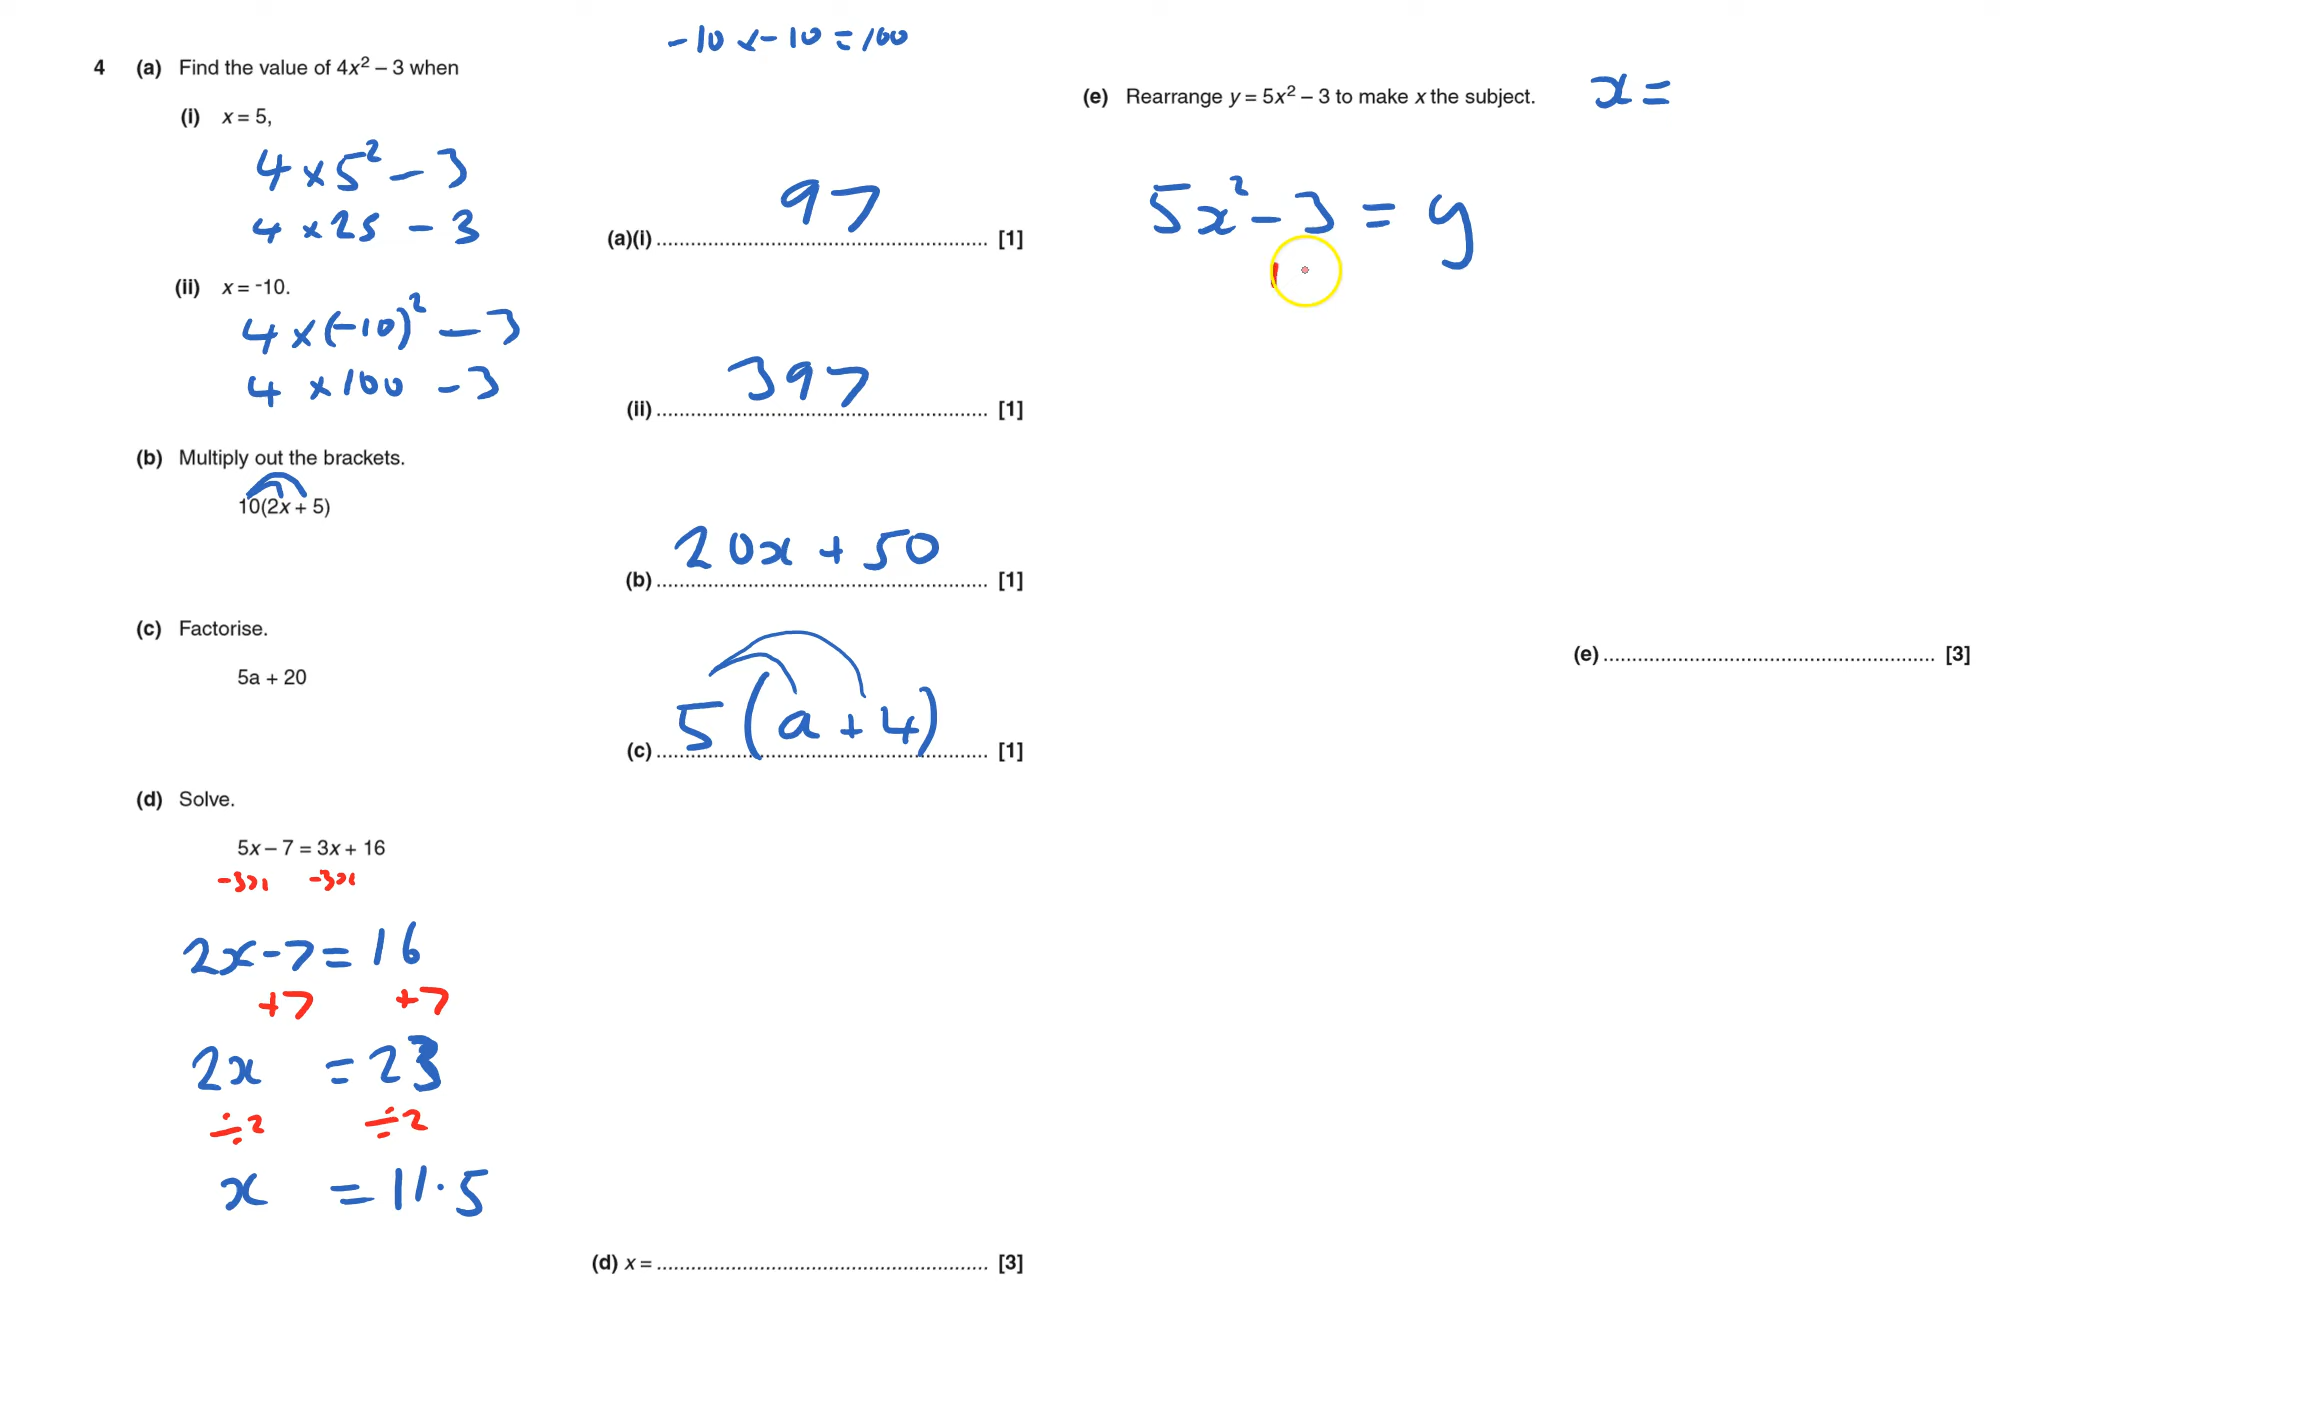 -10 × -10 = 100
4 (a) Find the value of 4x² – 3 when
(i) x = 5,
4 × 5² - 3
4 × 25 - 3
97
(a)(i) ........................................................... [1]
(ii) x = -10.
4 × (-10)² - 3
4 × 100 - 3
397
(ii) ........................................................... [1]
(b) Multiply out the brackets.
10(2x + 5)
20x + 50
(b) ........................................................... [1]
(c) Factorise.
5a + 20
5(a + 4)
(c) ........................................................... [1]
(d) Solve.
5x – 7 = 3x + 16
-3x -3x
2x - 7 = 16
+7 +7
2x = 23
÷2 ÷2
x = 11.5
(d) x = ........................................................... [3]
(e) Rearrange y = 5x² – 3 to make x the subject.
x =
5x² - 3 = y
(e) ........................................................... [3]